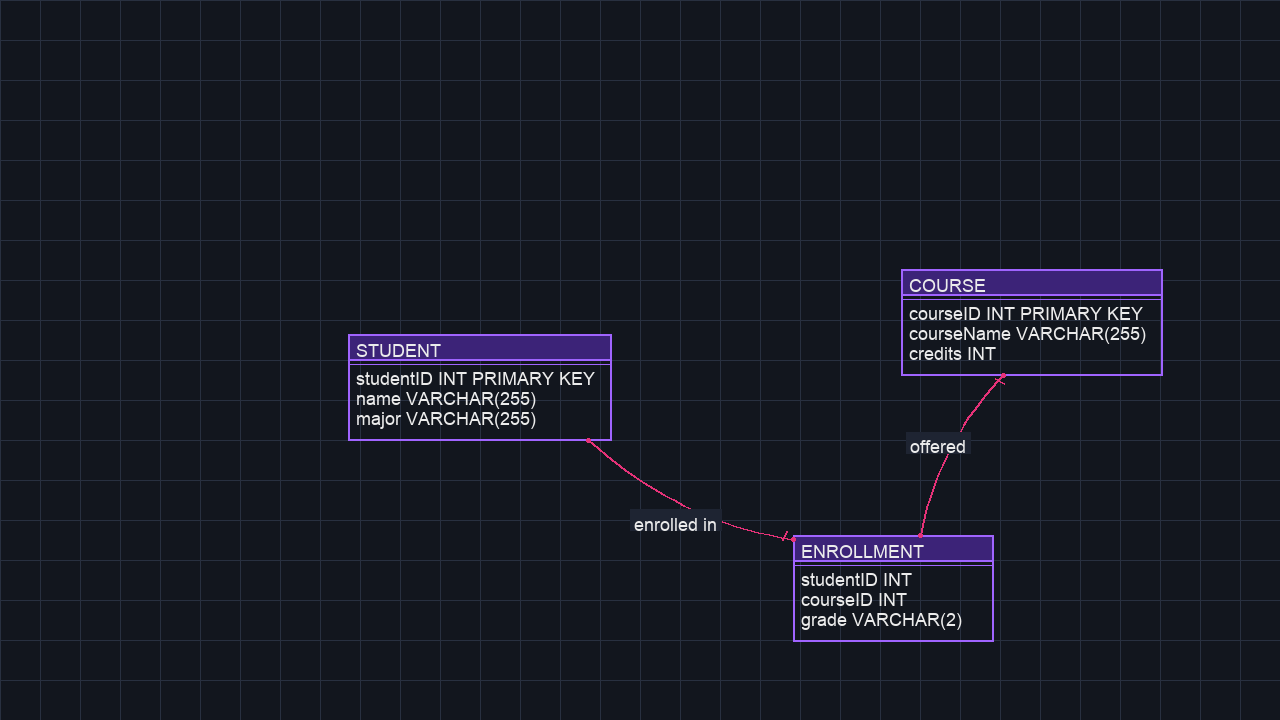 COURSE
courseID INT PRIMARY KEY
courseName VARCHAR(255)
credits INT
STUDENT
studentID INT PRIMARY KEY
name VARCHAR(255)
major VARCHAR(255)
offered
enrolled in
ENROLLMENT
studentID INT
courseID INT
grade VARCHAR(2)